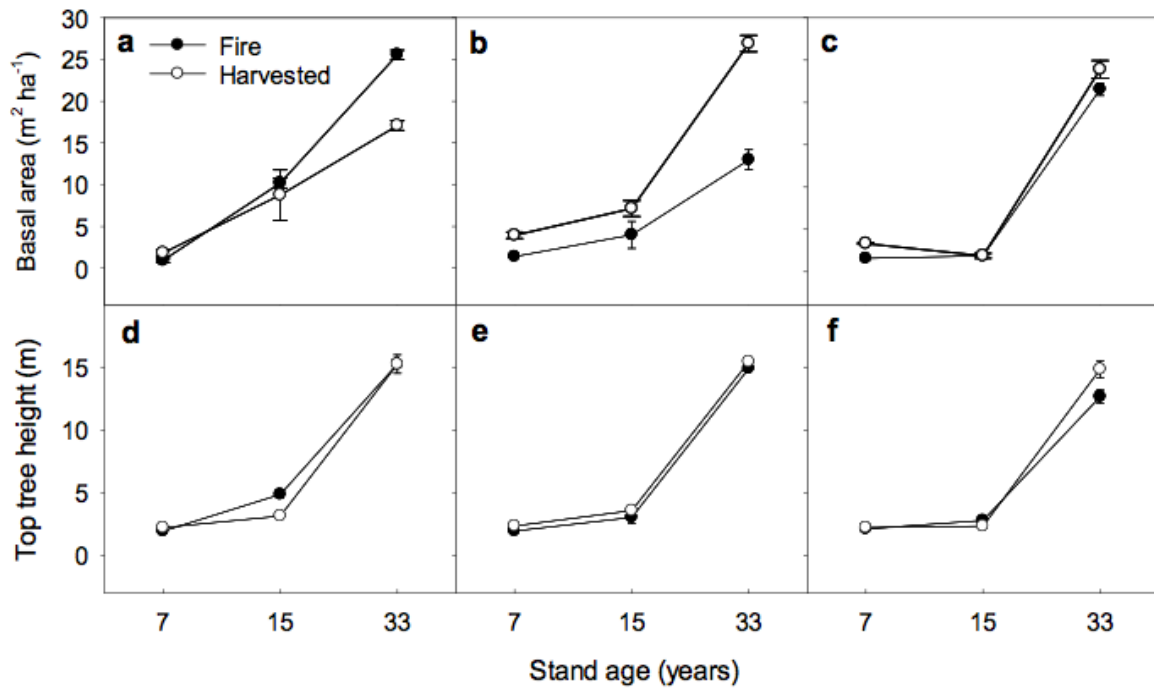 30
25
20
15
10
5
0
Basal area (m² ha⁻¹)
a
Fire
Harvested
b
c
15
10
5
0
Top tree height (m)
d
e
f
7 15 33 7 15 33 7 15 33
Stand age (years)